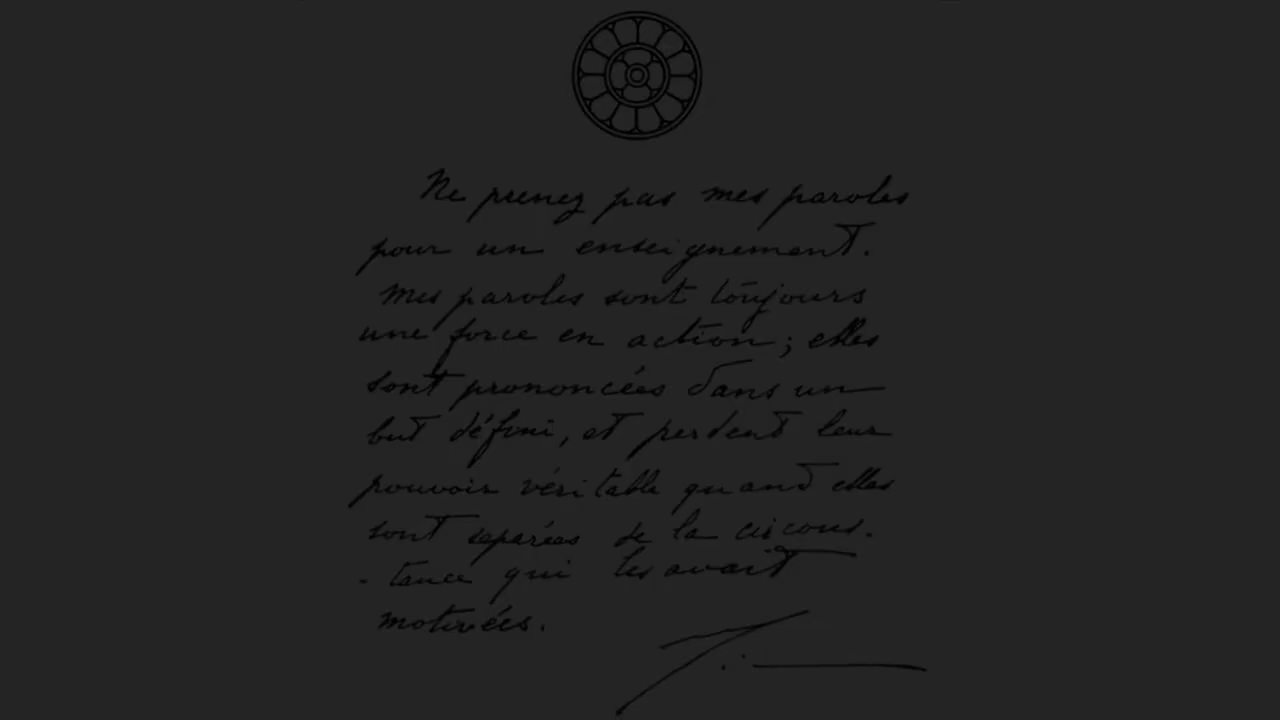 Ne prenez pas mes paroles
pour un enseignement.
Mes paroles sont toujours
une force en action; elles
sont prononcées dans un
but défini, et perdent leur
pouvoir véritable quand elles
sont separées de la circons.
- tance qui les avait
motivées.